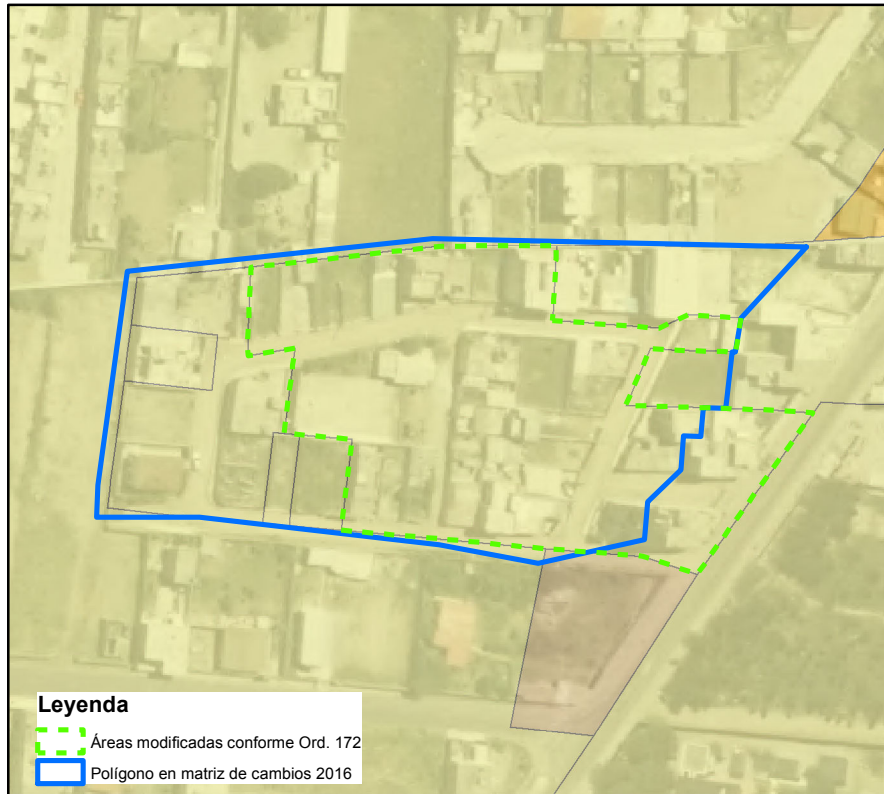 Leyenda
Áreas modificadas conforme Ord. 172
Polígono en matriz de cambios 2016